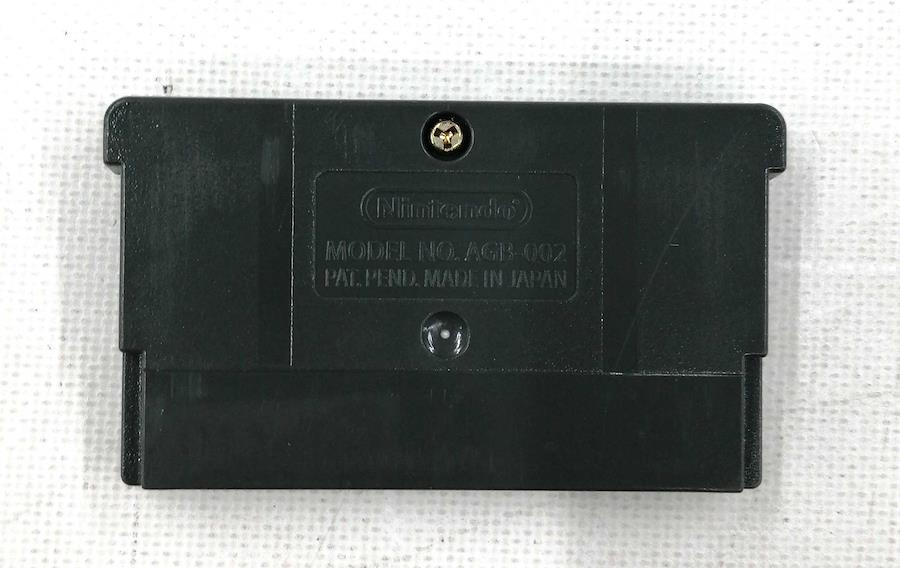 Nintendo®
MODEL NO. AGB-002
PAT. PEND. MADE IN JAPAN